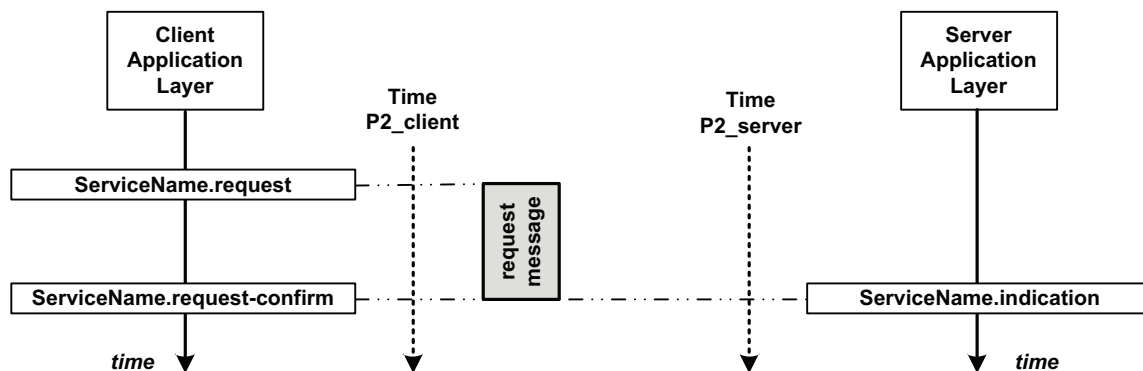 Client
Application
Layer
Server
Application
Layer
Time
P2_client
Time
P2_server
ServiceName.request
request
message
ServiceName.request-confirm
ServiceName.indication
time
time